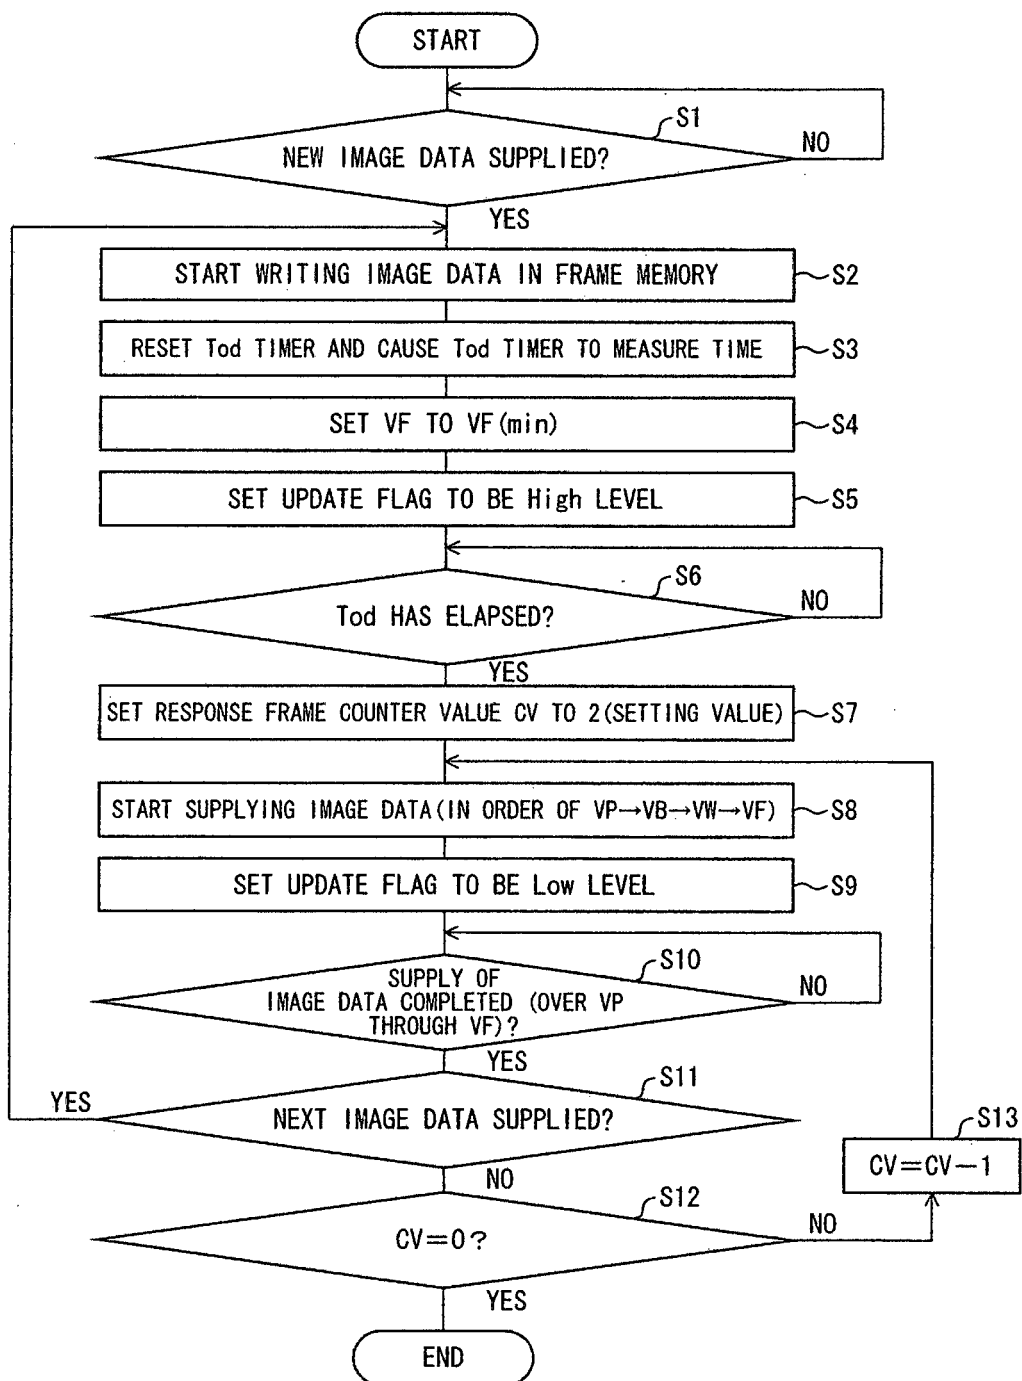 START
S1
NEW IMAGE DATA SUPPLIED?
NO
YES
START WRITING IMAGE DATA IN FRAME MEMORY
S2
RESET Tod TIMER AND CAUSE Tod TIMER TO MEASURE TIME
S3
SET VF TO VF(min)
S4
SET UPDATE FLAG TO BE High LEVEL
S5
S6
Tod HAS ELAPSED?
NO
YES
SET RESPONSE FRAME COUNTER VALUE CV TO 2(SETTING VALUE)
S7
START SUPPLYING IMAGE DATA(IN ORDER OF VP→VB→VW→VF)
S8
SET UPDATE FLAG TO BE Low LEVEL
S9
S10
SUPPLY OF
IMAGE DATA COMPLETED (OVER VP
THROUGH VF)?
NO
YES
S11
YES
NEXT IMAGE DATA SUPPLIED?
NO
S13
CV=CV−1
S12
CV=0?
NO
YES
END